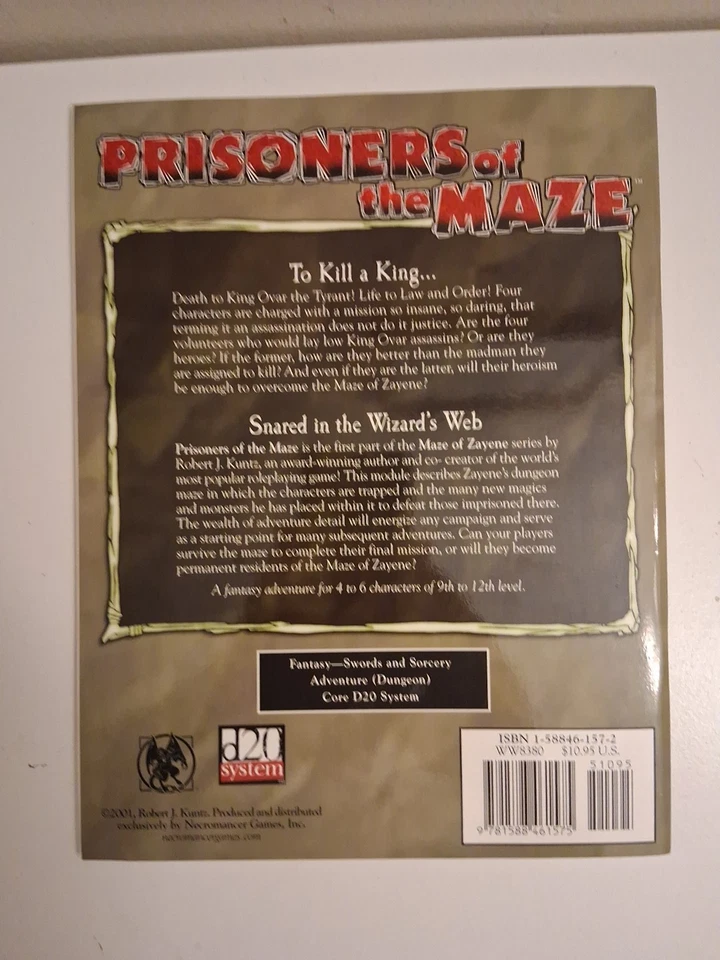 PRISONERS of
the MAZE™
To Kill a King...
Death to King Ovar the Tyrant! Life to Law and Order! Four
characters are charged with a mission so insane, so daring, that
terming it an assassination does not do it justice. Are the four
volunteers who would lay low King Ovar assassins? Or are they
heroes? If the former, how are they better than the madman they
are assigned to kill? And even if they are the latter, will their heroism
be enough to overcome the Maze of Zayene?
Snared in the Wizard's Web
Prisoners of the Maze is the first part of the Maze of Zayene series by
Robert J. Kuntz, an award-winning author and co- creator of the world's
most popular roleplaying game! This module describes Zayene's dungeon
maze in which the characters are trapped and the many new magics
and monsters he has placed within it to defeat those imprisoned there.
The wealth of adventure detail will energize any campaign and serve
as a starting point for many subsequent adventures. Can your players
survive the maze to complete their final mission, or will they become
permanent residents of the Maze of Zayene?
A fantasy adventure for 4 to 6 characters of 9th to 12th level.
Fantasy—Swords and Sorcery
Adventure (Dungeon)
Core D20 System
d20
system
ISBN 1-58846-157-2
WW8380 $10.95 U.S.
51095
9 781588 461575
©2001, Robert J. Kuntz. Produced and distributed
exclusively by Necromancer Games, Inc.
necromancergames.com